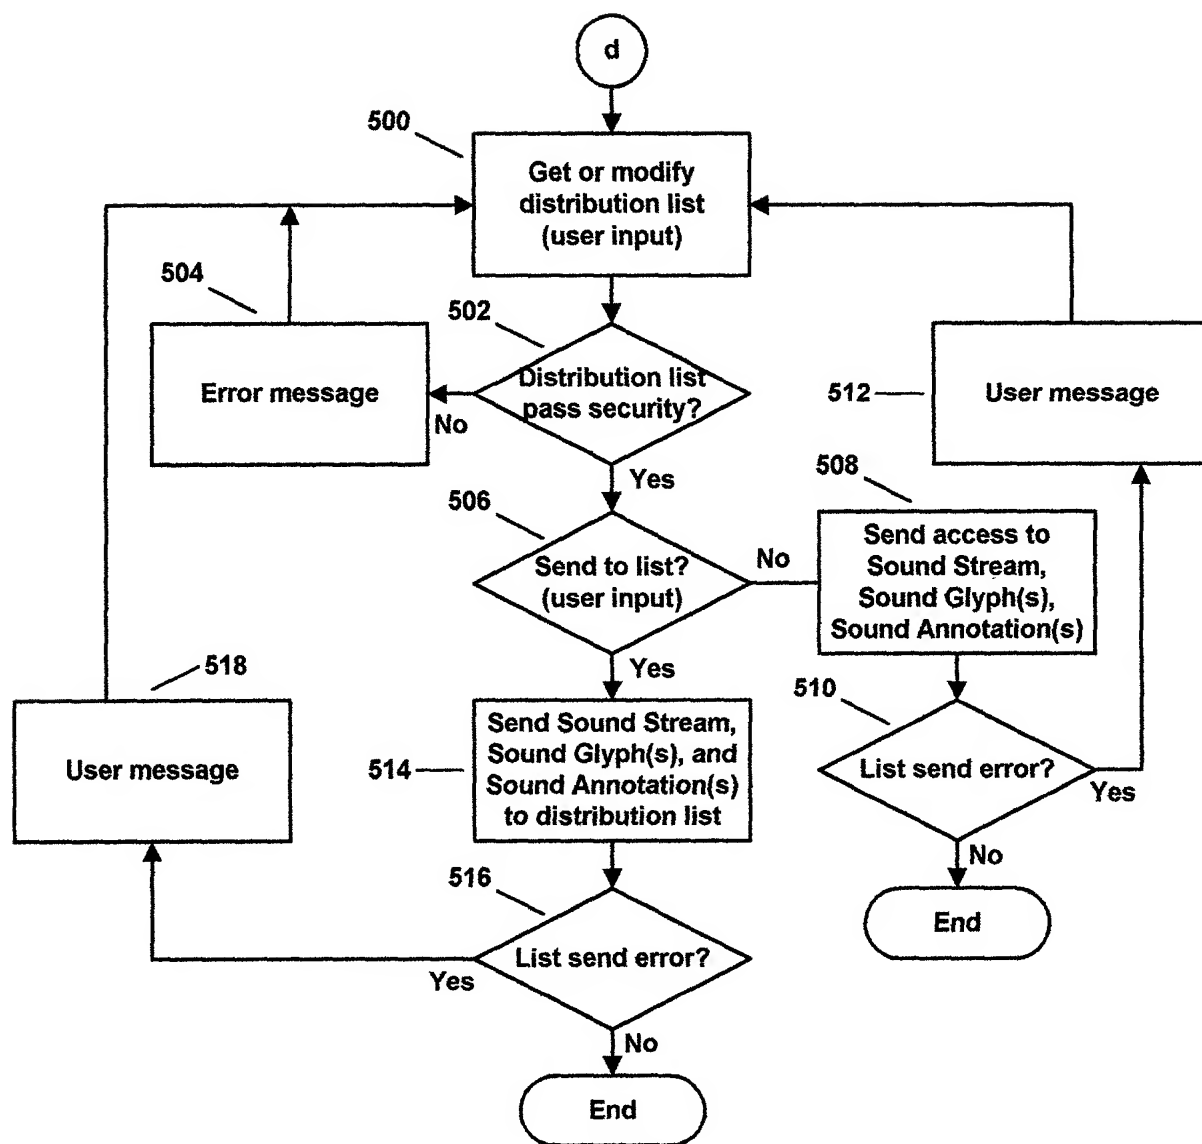 d
500
Get or modify
distribution list
(user input)
504
502
Error message
Distribution list
pass security?
No
512
User message
Yes
508
506
Send to list?
(user input)
No
Send access to
Sound Stream,
Sound Glyph(s),
Sound Annotation(s)
Yes
518
510
User message
514
Send Sound Stream,
Sound Glyph(s), and
Sound Annotation(s)
to distribution list
List send error?
Yes
No
516
End
List send error?
Yes
No
End